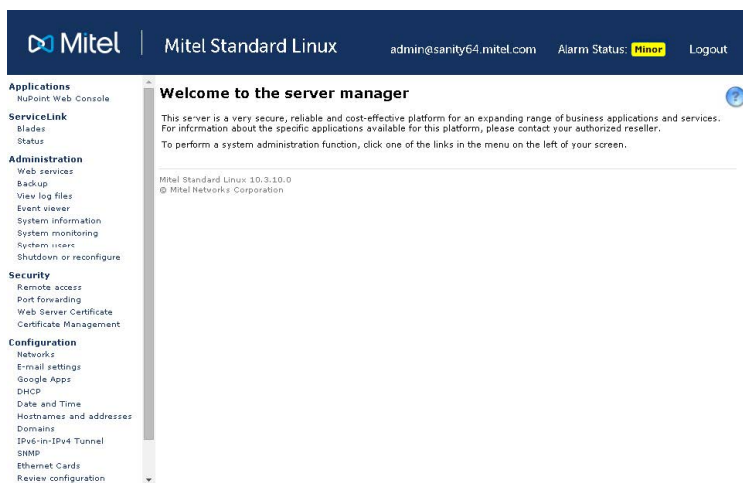 Mitel | Mitel Standard Linux admin@sanity64.mitel.com Alarm Status: Minor Logout
Applications
NuPoint Web Console
ServiceLink
Blades
Status
Administration
Web services
Backup
View log files
Event viewer
System information
System monitoring
System users
Shutdown or reconfigure
Security
Remote access
Port forwarding
Web Server Certificate
Certificate Management
Configuration
Networks
E-mail settings
Google Apps
DHCP
Date and Time
Hostnames and addresses
Domains
IPv6-in-IPv4 Tunnel
SNMP
Ethernet Cards
Review configuration
Welcome to the server manager
?
This server is a very secure, reliable and cost-effective platform for an expanding range of business applications and services.
For information about the specific applications available for this platform, please contact your authorized reseller.
To perform a system administration function, click one of the links in the menu on the left of your screen.
Mitel Standard Linux 10.3.10.0
© Mitel Networks Corporation